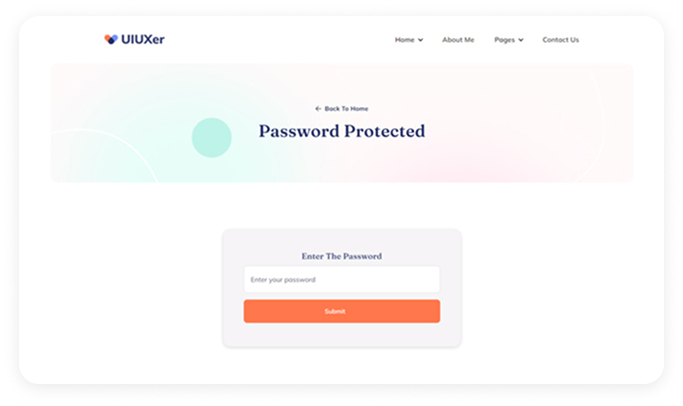 UIUXer
Home
About Me
Pages
Contact Us
← Back To Home
Password Protected
Enter The Password
Enter your password
Submit